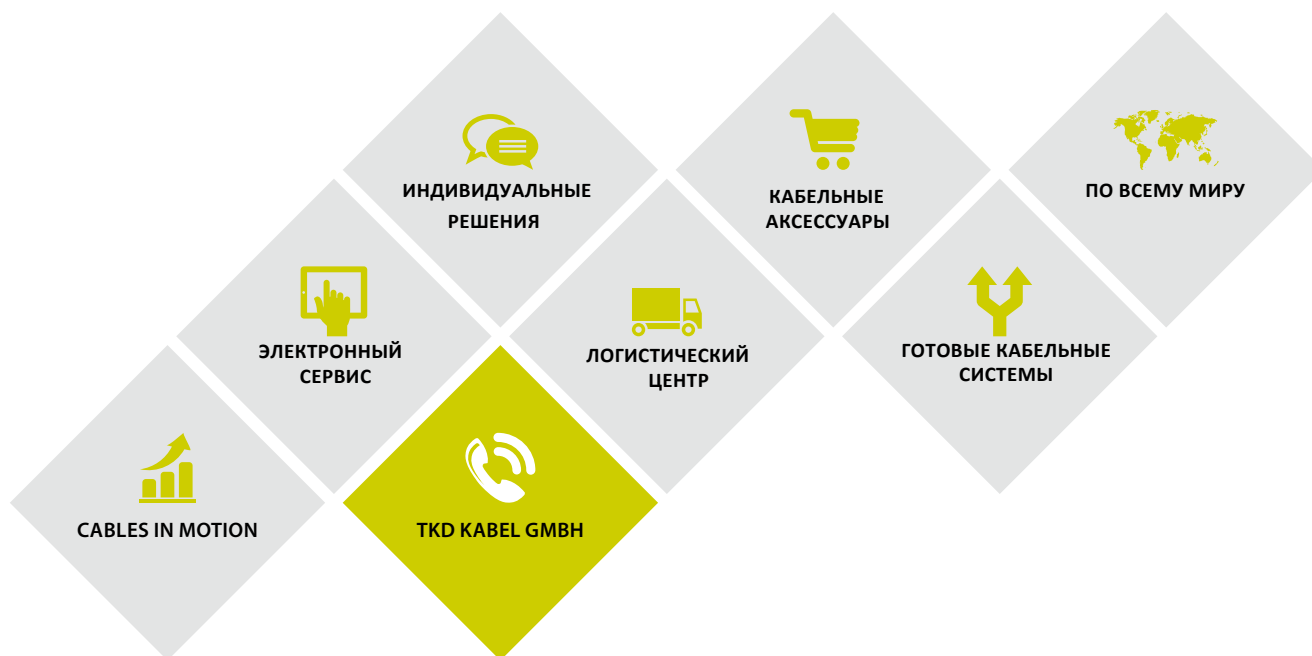 ИНДИВИДУАЛЬНЫЕ
РЕШЕНИЯ
КАБЕЛЬНЫЕ
АКСЕССУАРЫ
ПО ВСЕМУ МИРУ
ЭЛЕКТРОННЫЙ
СЕРВИС
ЛОГИСТИЧЕСКИЙ
ЦЕНТР
ГОТОВЫЕ КАБЕЛЬНЫЕ
СИСТЕМЫ
CABLES IN MOTION
TKD KABEL GMBH